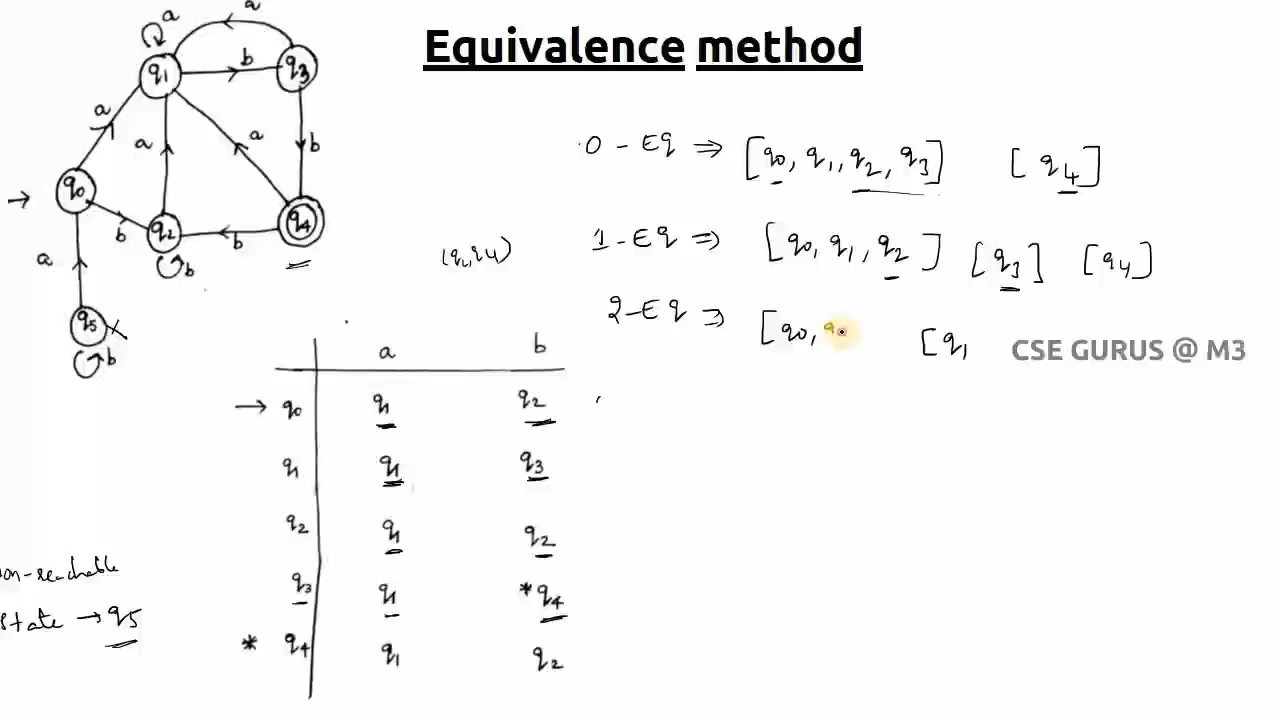 Equivalence method
a
a
q1
b
q3
a
a
a
b
q0
b
q2
b
q4
b
a
q5
b
0 - Eq ⇒ [q0, q1, q2, q3] [q4]
1 - Eq ⇒ [q0, q1, q2] [q3] [q4]
2 - Eq ⇒ [q0, q [q1
CSE GURUS @ M3
a b
→ q0 q1 q2
q1 q1 q3
q2 q1 q2
q3 q1 *q4
* q4 q1 q2
on-reachable
state → q5